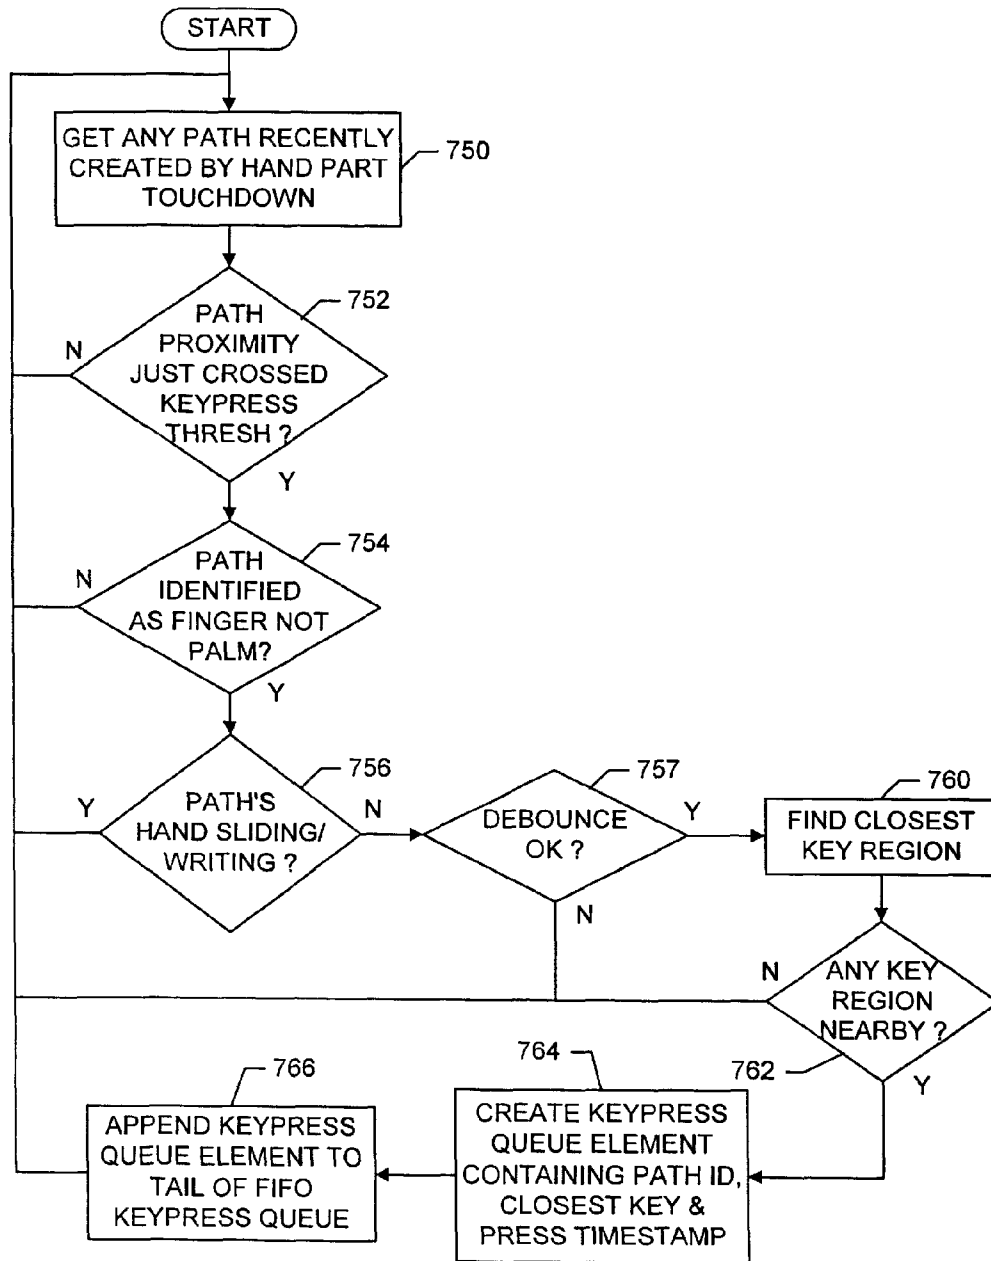 START
GET ANY PATH RECENTLY
CREATED BY HAND PART
TOUCHDOWN
750
752
PATH
PROXIMITY
JUST CROSSED
KEYPRESS
THRESH ?
N
Y
754
PATH
IDENTIFIED
AS FINGER NOT
PALM?
N
Y
756
PATH'S
HAND SLIDING/
WRITING ?
Y
N
757
DEBOUNCE
OK ?
Y
N
760
FIND CLOSEST
KEY REGION
ANY KEY
REGION
NEARBY ?
N
762
Y
764
CREATE KEYPRESS
QUEUE ELEMENT
CONTAINING PATH ID,
CLOSEST KEY &
PRESS TIMESTAMP
766
APPEND KEYPRESS
QUEUE ELEMENT TO
TAIL OF FIFO
KEYPRESS QUEUE